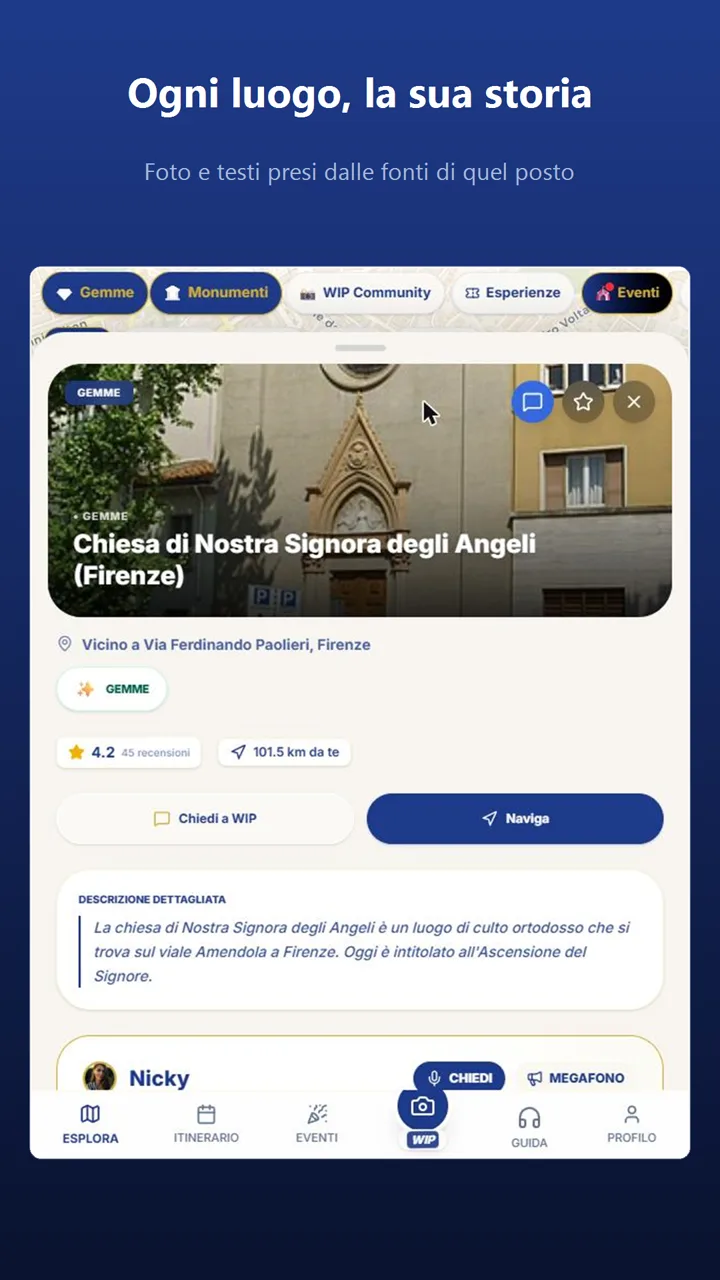 Ogni luogo, la sua storia
Foto e testi presi dalle fonti di quel posto
Gemme
Monumenti
WIP Community
Esperienze
Eventi
GEMME
• GEMME
Chiesa di Nostra Signora degli Angeli
(Firenze)
P P
Vicino a Via Ferdinando Paolieri, Firenze
GEMME
4.2 45 recensioni
101.5 km da te
Chiedi a WIP
Naviga
DESCRIZIONE DETTAGLIATA
La chiesa di Nostra Signora degli Angeli è un luogo di culto ortodosso che si
trova sul viale Amendola a Firenze. Oggi è intitolato all'Ascensione del
Signore.
Nicky
CHIEDI
MEGAFONO
ESPLORA
ITINERARIO
EVENTI
WIP
GUIDA
PROFILO